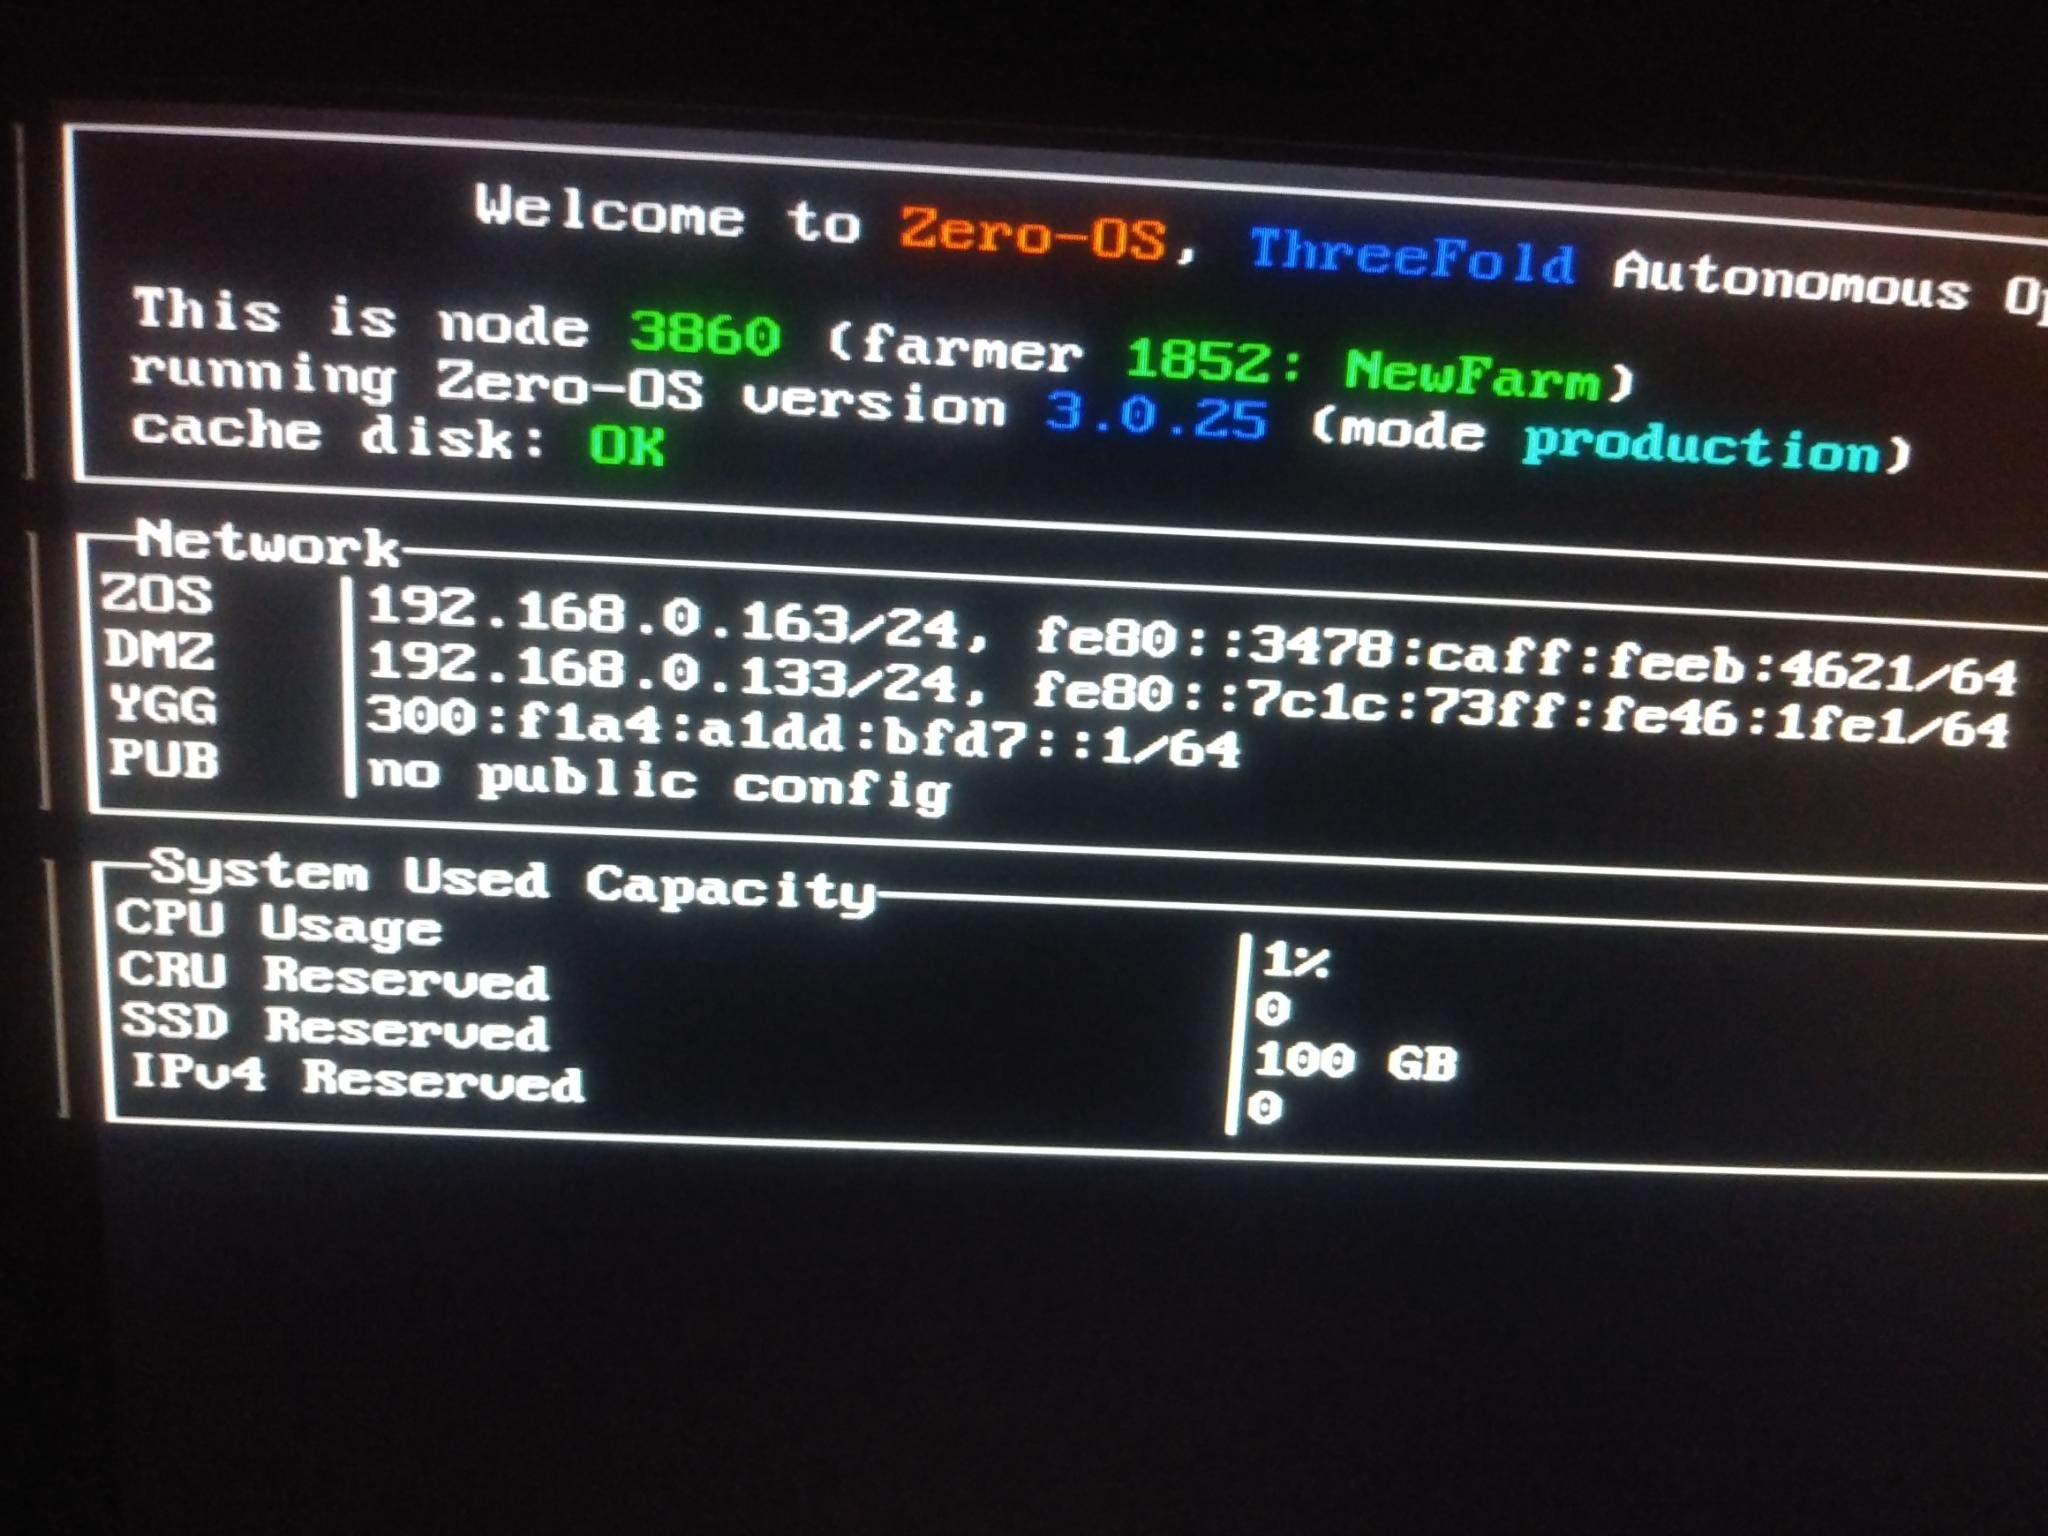 Welcome to Zero-OS, ThreeFold Autonomous
This is node 3860 (farmer 1852: NewFarm)
running Zero-OS version 3.0.25 (mode production)
cache disk: OK
Network
ZOS 192.168.0.163/24, fe80::3478:caff:feeb:4621/64
DMZ 192.168.0.133/24, fe80::7c1c:73ff:fe46:1fe1/64
YGG 300:f1a4:a1dd:bfd7::1/64
PUB no public config
System Used Capacity
CPU Usage 1%
CRU Reserved 0
SSD Reserved 100 GB
IPv4 Reserved 0